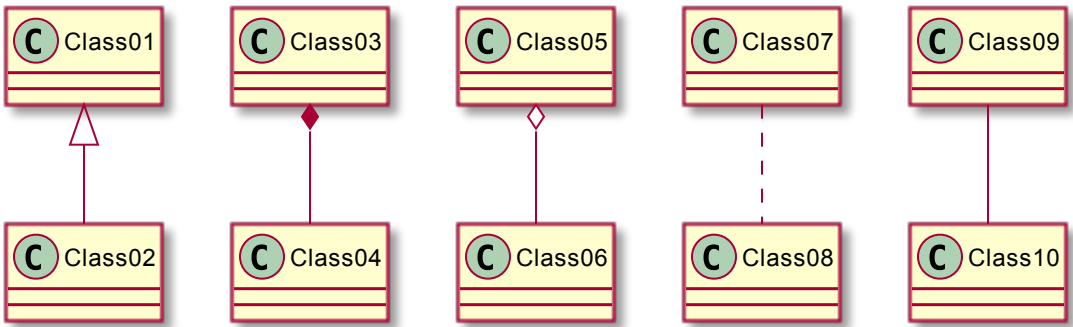 C Class01
C Class03
C Class05
C Class07
C Class09
C Class02
C Class04
C Class06
C Class08
C Class10